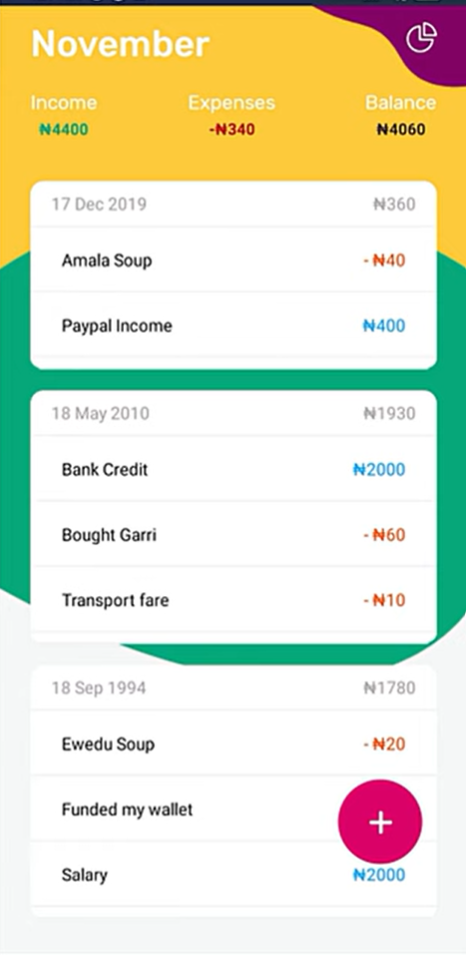 November
Income Expenses Balance
₦4400 -₦340 ₦4060
17 Dec 2019 ₦360
Amala Soup - ₦40
Paypal Income ₦400
18 May 2010 ₦1930
Bank Credit ₦2000
Bought Garri - ₦60
Transport fare - ₦10
18 Sep 1994 ₦1780
Ewedu Soup - ₦20
Funded my wallet
+
Salary ₦2000